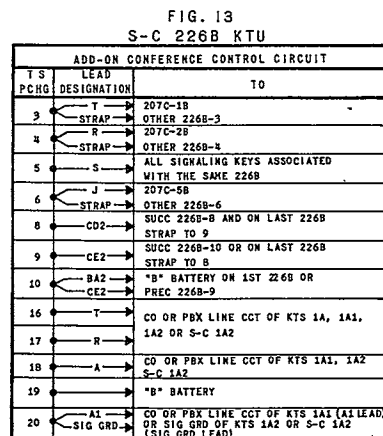 FIG. 13
S-C 226B KTU
ADD-ON CONFERENCE CONTROL CIRCUIT
TS PCHG LEAD DESIGNATION TO
3 T 207C-1B
STRAP OTHER 226B-3
4 R 207C-2B
STRAP OTHER 226B-4
5 S ALL SIGNALING KEYS ASSOCIATED
WITH THE SAME 226B
6 J 207C-5B
STRAP OTHER 226B-6
8 CD2 SUCC 226B-8 AND ON LAST 226B
STRAP TO 9
9 CE2 SUCC 226B-10 OR ON LAST 226B
STRAP TO 8
10 BA2 "B" BATTERY ON 1ST 226B OR
CE2 PREC 226B-9
16 T CO OR PBX LINE CCT OF KTS 1A, 1A1,
17 R 1A2 OR S-C 1A2
18 A CO OR PBX LINE CCT OF KTS 1A1, 1A2
S-C 1A2
19 "B" BATTERY
20 A1 CO OR PBX LINE CCT OF KTS 1A1 (A1 LEAD)
SIG GRD OR SIG GRD OF KTS 1A2 OR S-C 1A2
(SIG GRD LEAD)